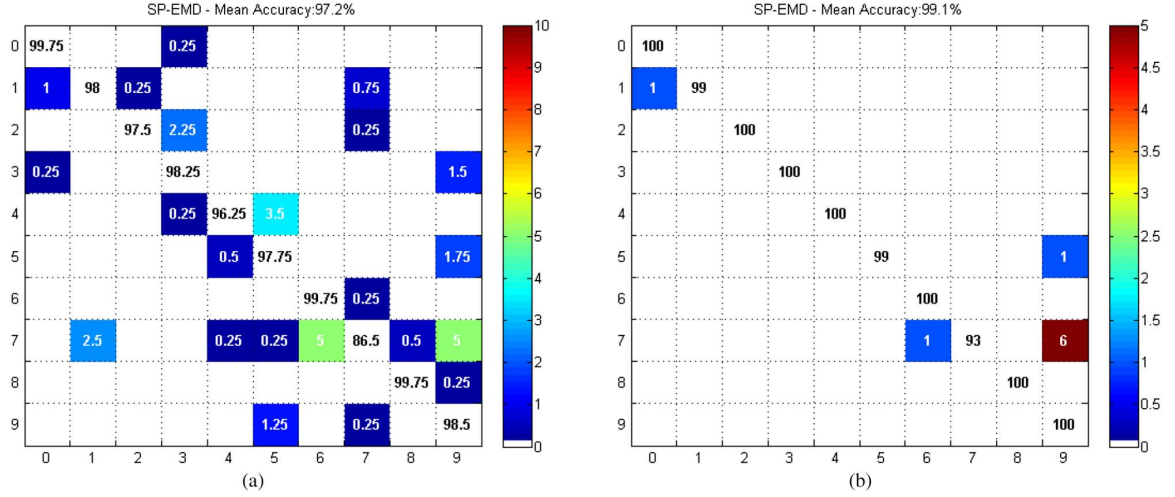 SP-EMD - Mean Accuracy:97.2%
0 99.75 0.25
1 1 98 0.25 0.75
2 97.5 2.25 0.25
3 0.25 98.25 1.5
4 0.25 96.25 3.5
5 0.5 97.75 1.75
6 99.75 0.25
7 2.5 0.25 0.25 5 86.5 0.5 5
8 99.75 0.25
9 1.25 0.25 98.5
0 1 2 3 4 5 6 7 8 9
10
9
8
7
6
5
4
3
2
1
0
(a)
SP-EMD - Mean Accuracy:99.1%
0 100
1 1 99
2 100
3 100
4 100
5 99 1
6 100
7 1 93 6
8 100
9 100
0 1 2 3 4 5 6 7 8 9
5
4.5
4
3.5
3
2.5
2
1.5
1
0.5
0
(b)